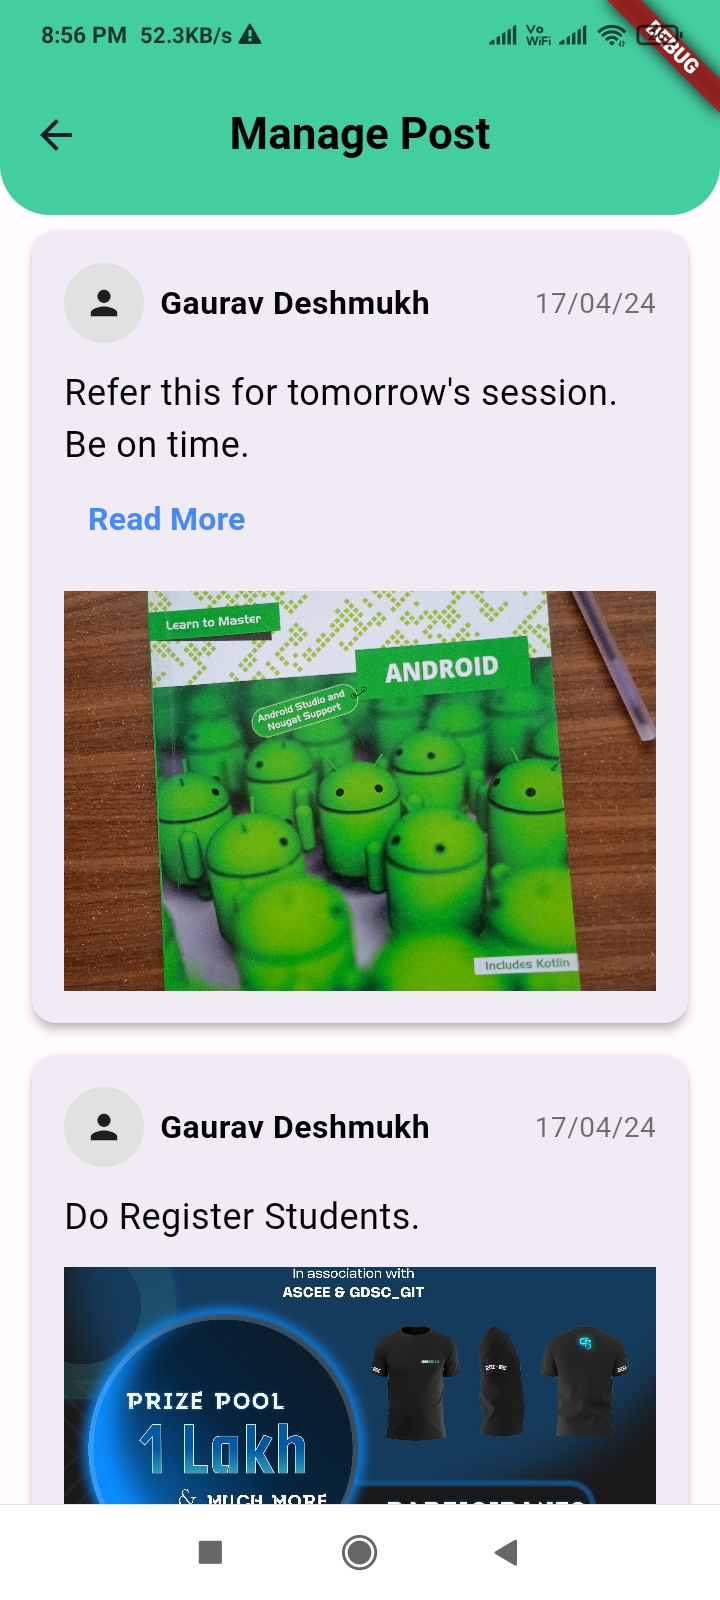 8:56 PM 52.3KB/s
Vo
WiFi
DEBUG
Manage Post
Gaurav Deshmukh 17/04/24
Refer this for tomorrow's session.
Be on time.
Read More
Learn to Master
ANDROID
Android Studio and
Nougat Support
Includes Kotlin
Gaurav Deshmukh 17/04/24
Do Register Students.
In association with
ASCEE & GDSC_GIT
PRIZE POOL
1 Lakh
& MUCH MORE
PARTICIPANTS